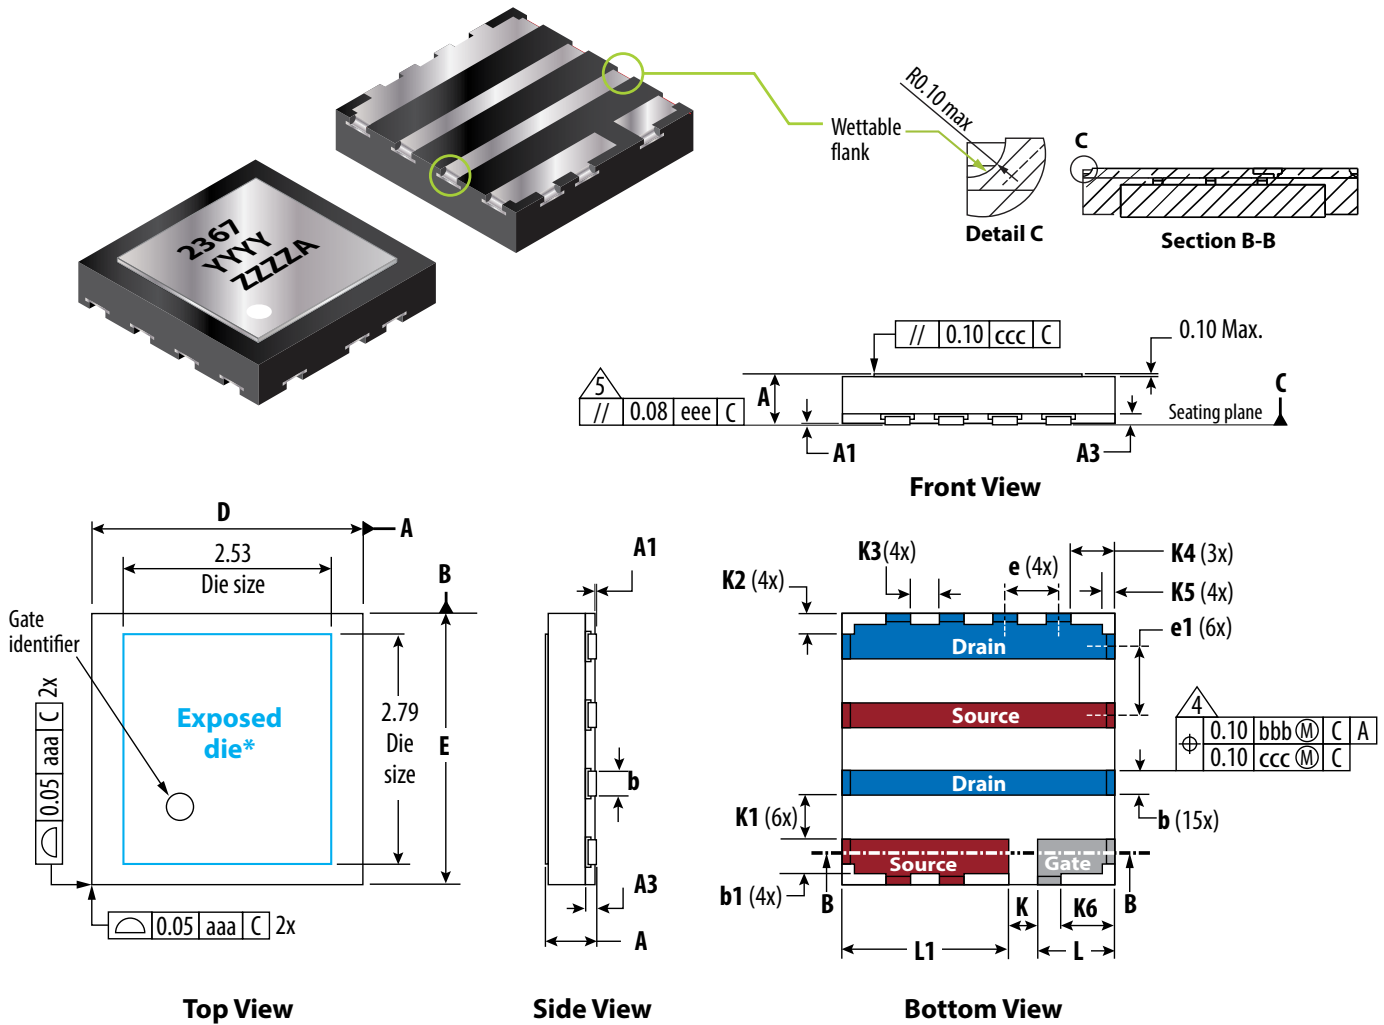 2367
YYYY
ZZZZA
Wettable
flank
R0.10 max
Detail C
C
Section B-B
// 0.10 ccc C
0.10 Max.
5
// 0.08 eee C
A
C
Seating plane
A1
A3
Front View
D
A
2.53
Die size
B
Gate
identifier
Exposed
die*
2.79
Die
size
E
0.05 aaa C 2x
0.05 aaa C 2x
Top View
A1
b
A3
A
Side View
K3(4x)
K2 (4x)
e (4x)
K4 (3x)
K5 (4x)
e1 (6x)
Drain
Source
Drain
Source
Gate
4
0.10 bbb Ⓜ C A
0.10 ccc Ⓜ C
K1 (6x)
b (15x)
b1 (4x)
B
B
K
K6
L1
L
Bottom View